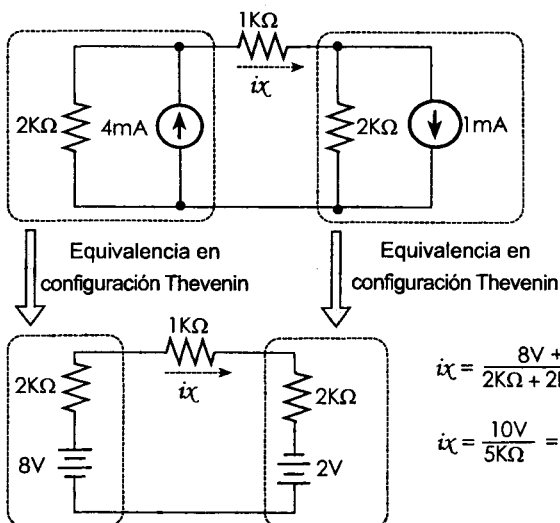 1KΩ
iχ
2KΩ
4mA
2KΩ
1mA
Equivalencia en
configuración Thevenin
Equivalencia en
configuración Thevenin
1KΩ
iχ
2KΩ
2KΩ
8V
2V
iχ = 8V +
2KΩ +
iχ = 10V
5KΩ =